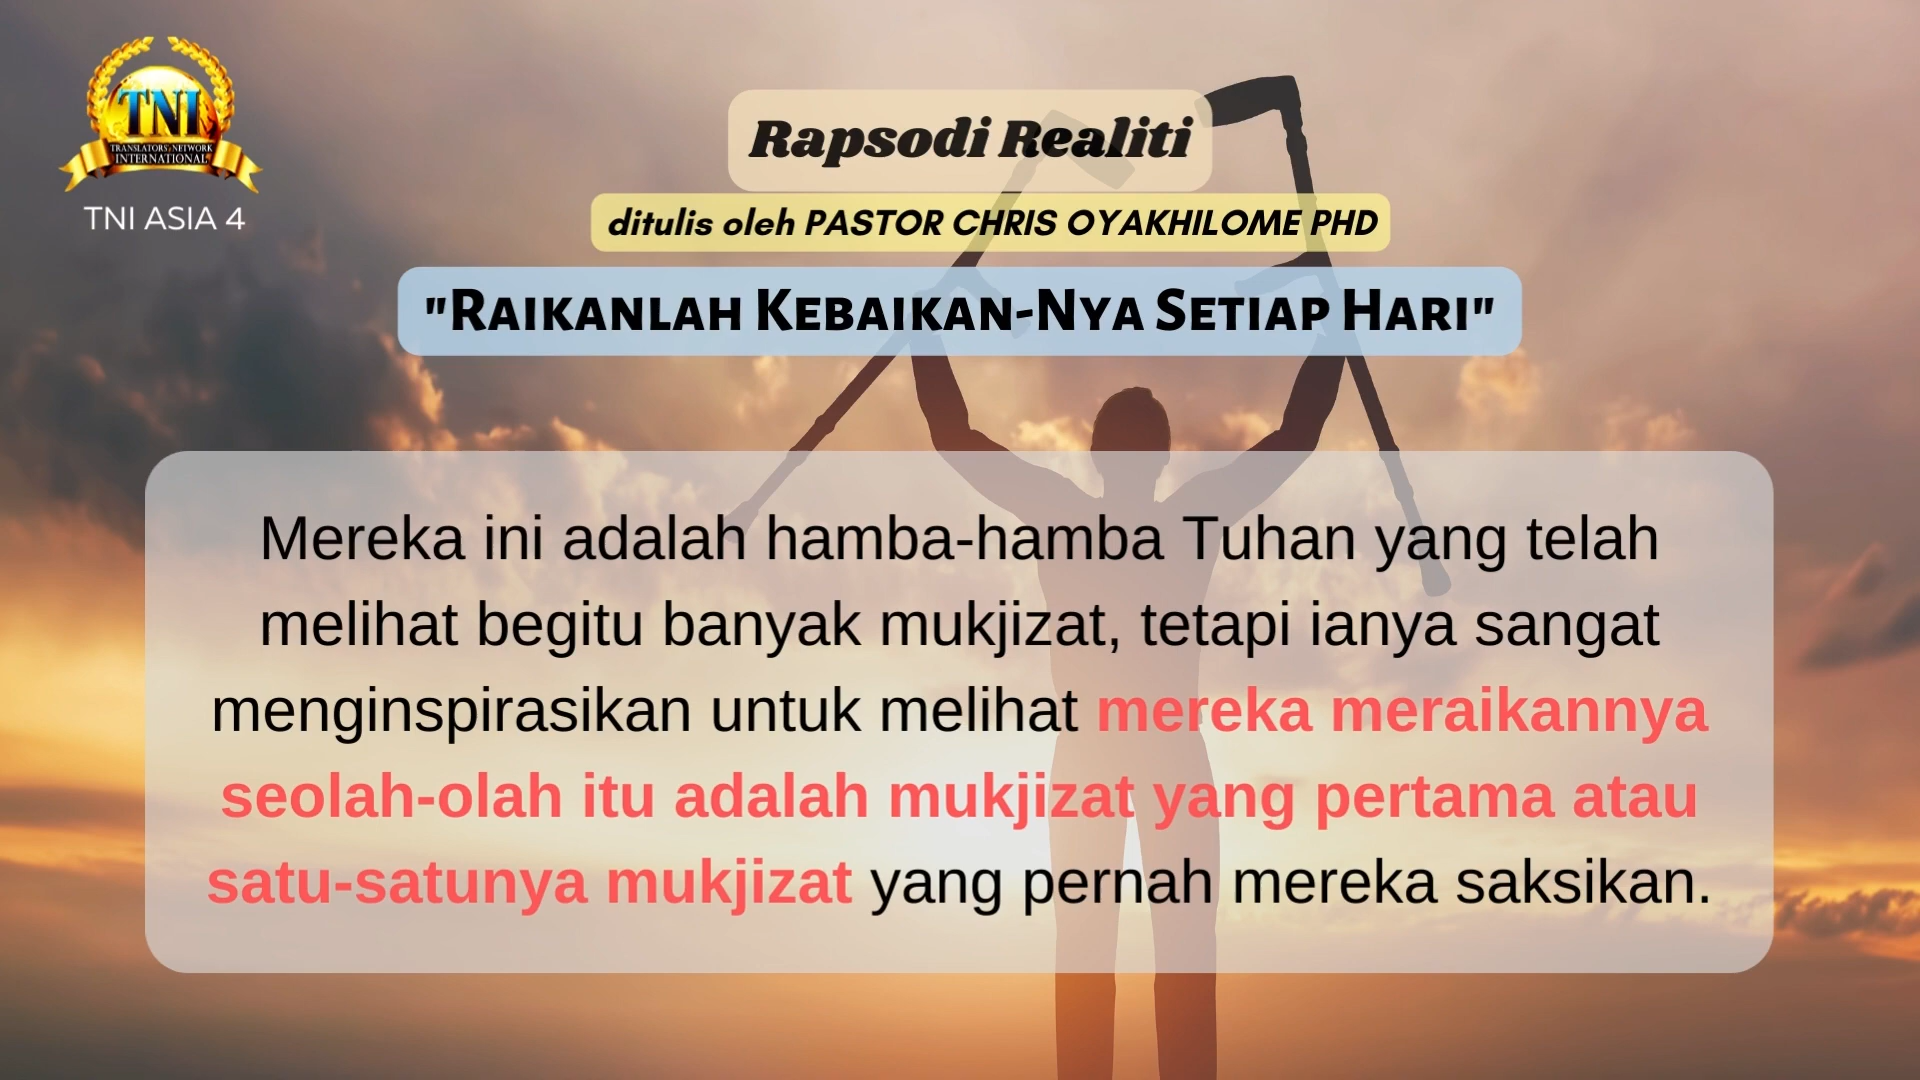 TNI
TRANSLATORS NETWORK
INTERNATIONAL
TNI ASIA 4
Rapsodi Realiti
ditulis oleh PASTOR CHRIS OYAKHILOME PHD
"Raikanlah Kebaikan-Nya Setiap Hari"
Mereka ini adalah hamba-hamba Tuhan yang telah
melihat begitu banyak mukjizat, tetapi ianya sangat
menginspirasikan untuk melihat mereka meraikannya
seolah-olah itu adalah mukjizat yang pertama atau
satu-satunya mukjizat yang pernah mereka saksikan.